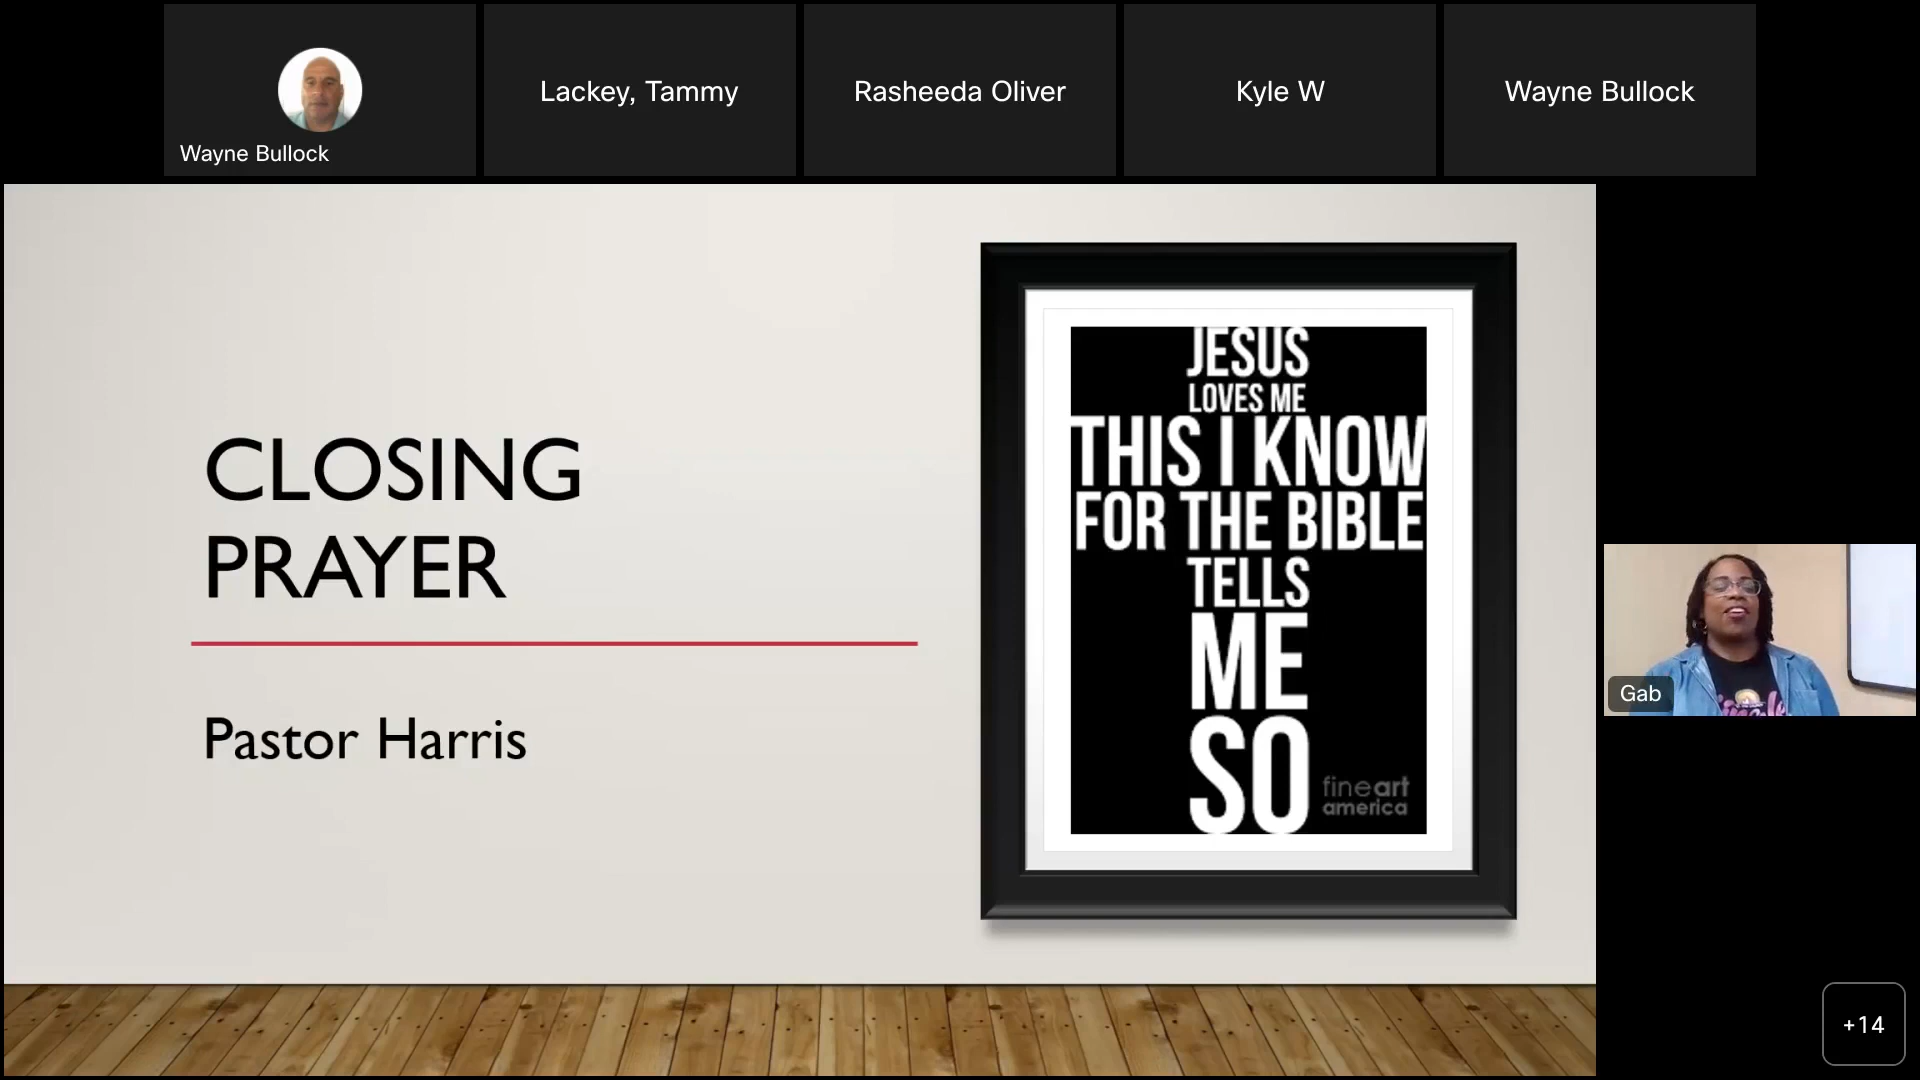 Wayne Bullock
Lackey, Tammy
Rasheeda Oliver
Kyle W
Wayne Bullock
CLOSING
PRAYER
Pastor Harris
JESUS
LOVES ME
THIS I KNOW
FOR THE BIBLE
TELLS
ME
SO
fineart
america
Gab
+14